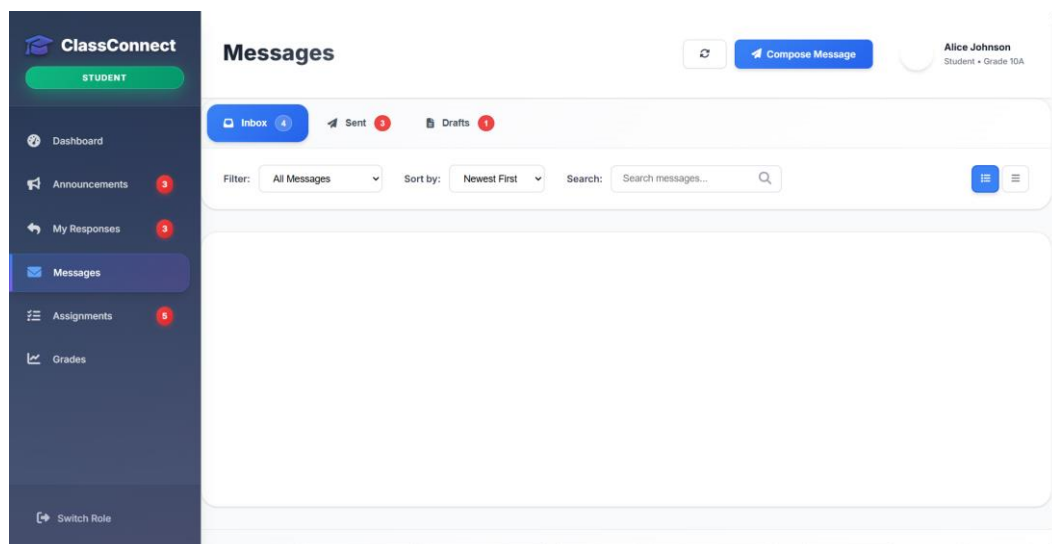 ClassConnect
STUDENT
Dashboard
Announcements 3
My Responses 3
Messages
Assignments 5
Grades
Switch Role
Messages
Compose Message
Alice Johnson
Student • Grade 10A
Inbox 4 Sent 3 Drafts 1
Filter: All Messages Sort by: Newest First Search: Search messages...